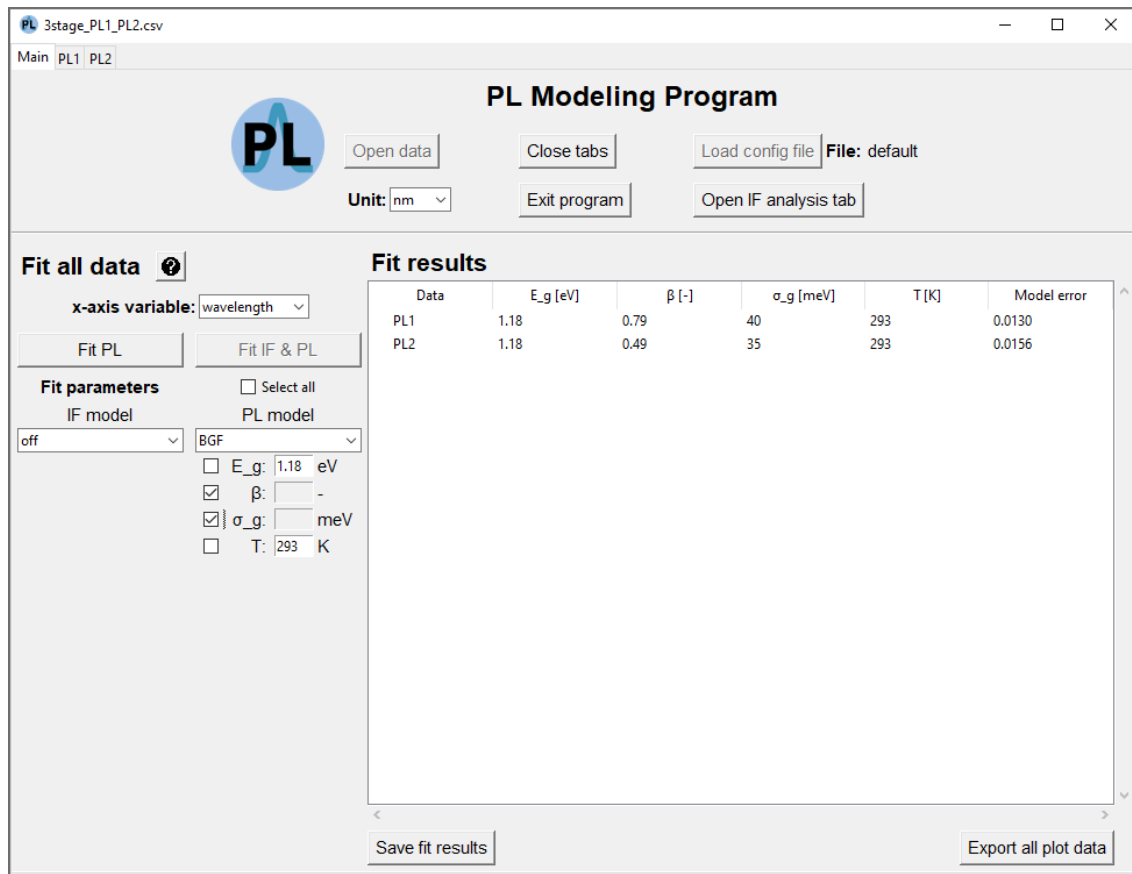 PL 3stage_PL1_PL2.csv
Main PL1 PL2
PL Modeling Program
PL
Open data Close tabs Load config file File: default
Unit: nm Exit program Open IF analysis tab
Fit all data ?
x-axis variable: wavelength
Fit PL Fit IF & PL
Fit parameters Select all
IF model PL model
off BGF
E_g: 1.18 eV
β: -
σ_g: meV
T: 293 K
Fit results
Data E_g [eV] β [-] σ_g [meV] T [K] Model error
PL1 1.18 0.79 40 293 0.0130
PL2 1.18 0.49 35 293 0.0156
Save fit results Export all plot data